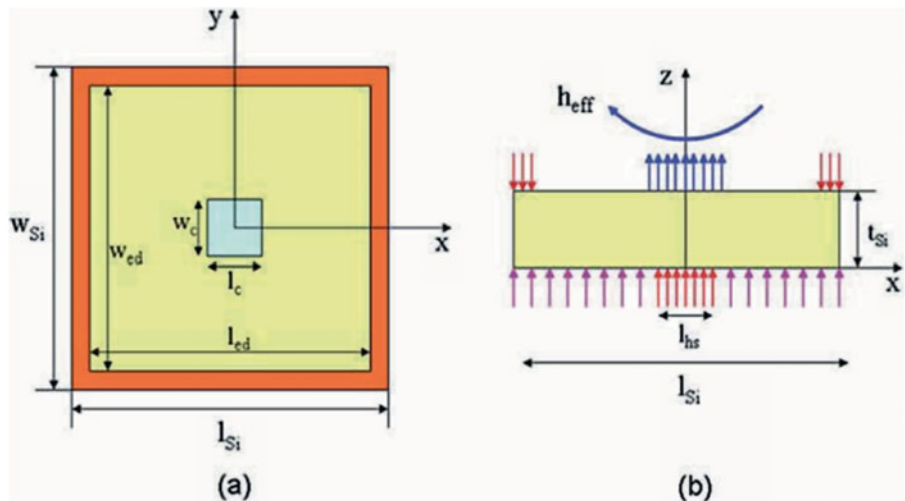 y
w_Si
w_ed
w_c
x
l_c
l_ed
l_Si
(a)
z
h_eff
t_Si
x
l_hs
l_Si
(b)